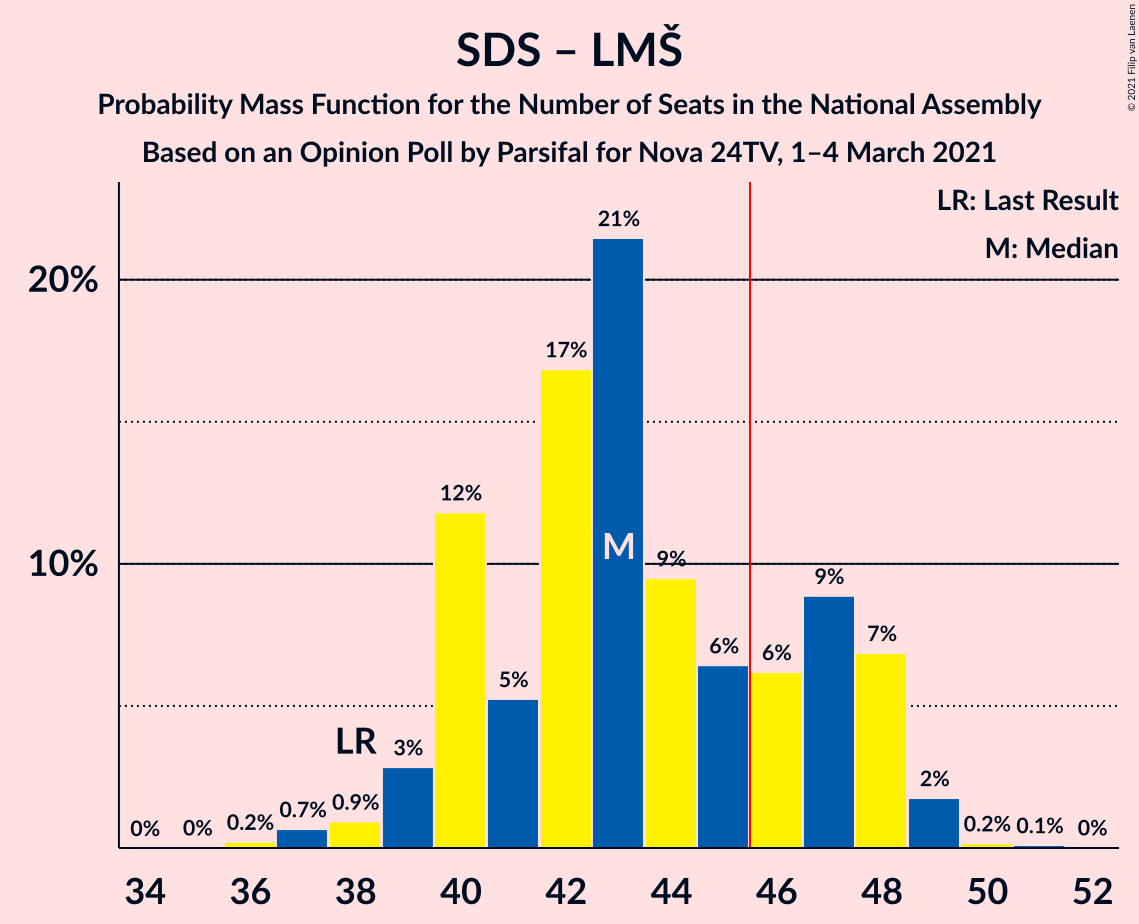 SDS – LMŠ
Probability Mass Function for the Number of Seats in the National Assembly
Based on an Opinion Poll by Parsifal for Nova 24TV, 1–4 March 2021
© 2021 Filip van Laenen
LR: Last Result
M: Median
20%
10%
0%
0%
0.2%
0.7%
0.9%
LR
3%
12%
5%
17%
21%
M
9%
6%
6%
9%
7%
2%
0.2%
0.1%
0%
34 36 38 40 42 44 46 48 50 52